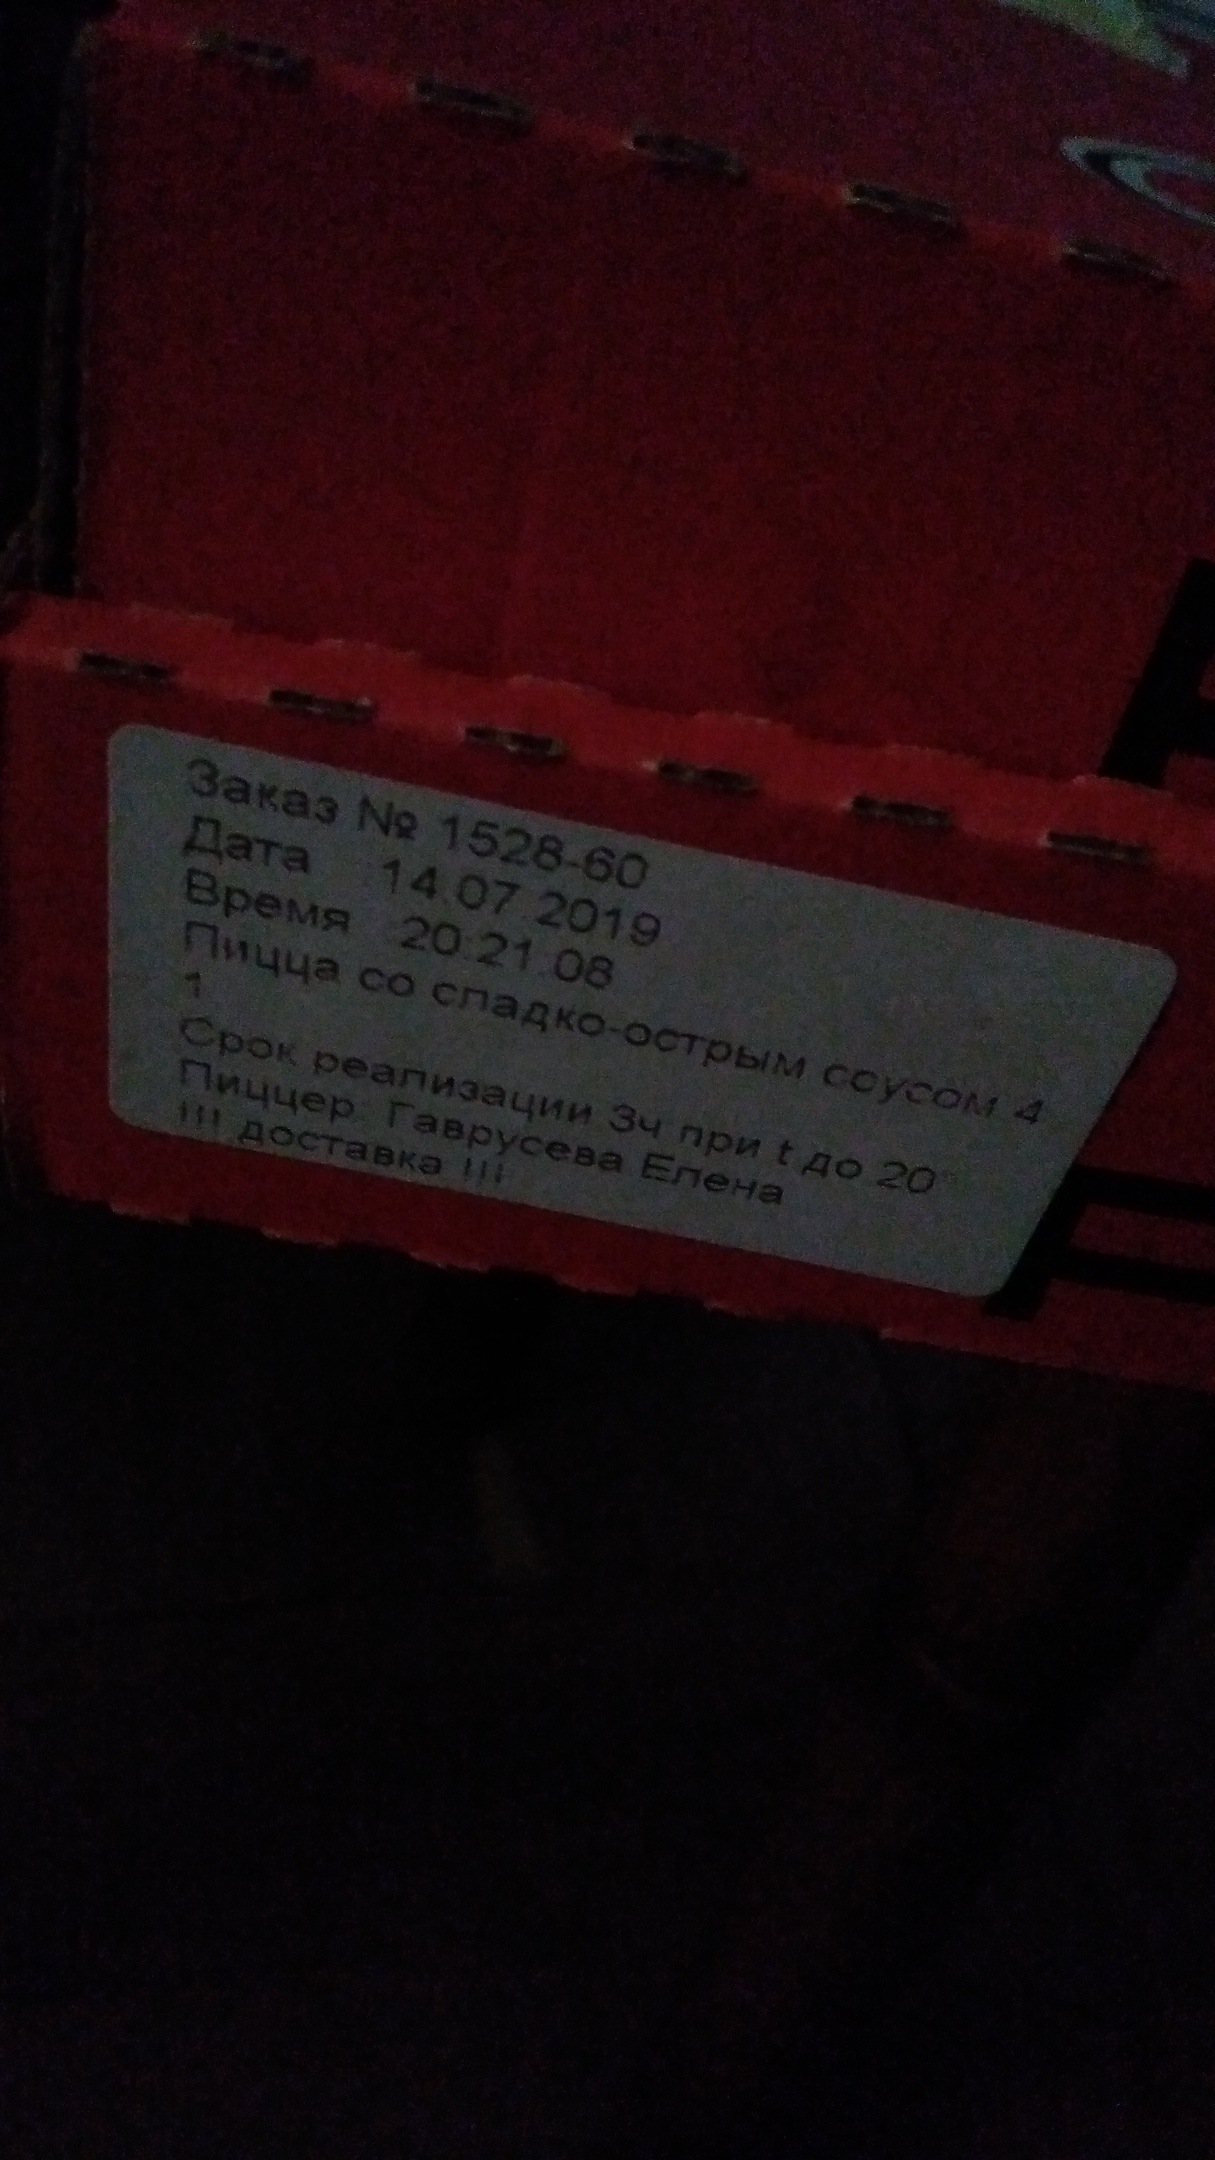 Заказ № 1528-60
Дата 14.07.2019
Время 20:21:08
Пицца со сладко-острым соусом 4
1
Срок реализации 3ч при t до 20°
Пиццер: Гаврусева Елена
!!! доставка !!!